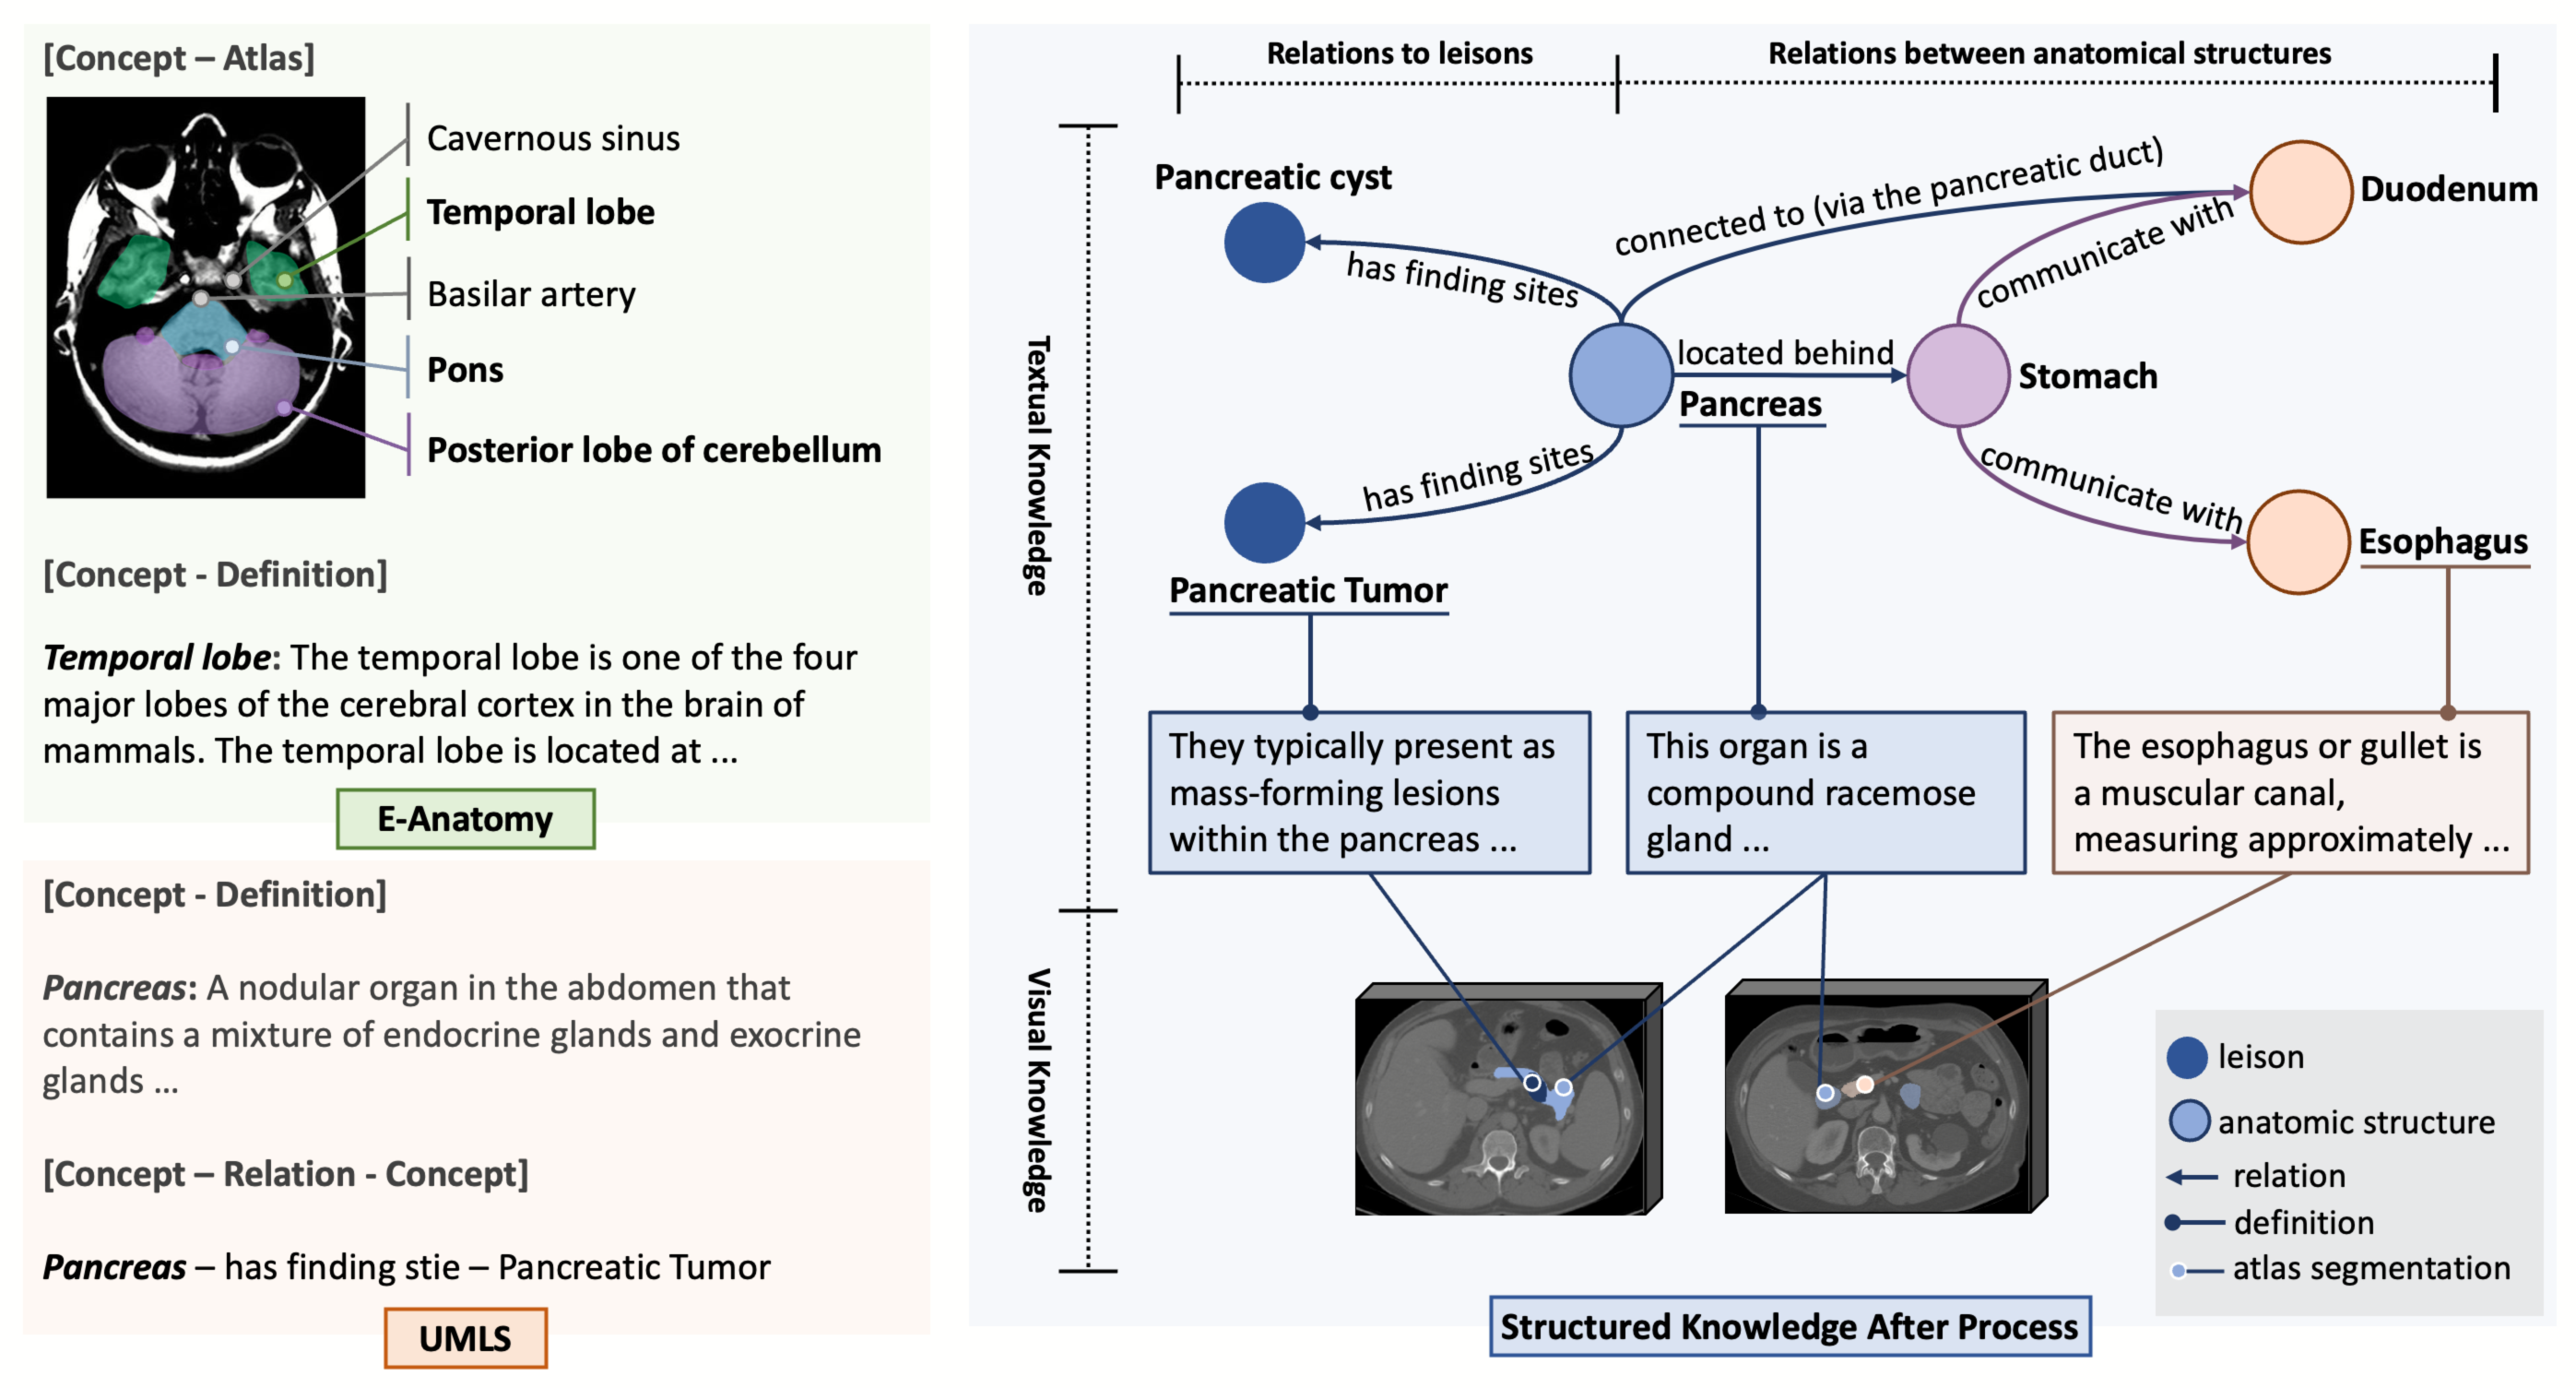 [Concept – Atlas]
Cavernous sinus
Temporal lobe
Basilar artery
Pons
Posterior lobe of cerebellum
[Concept - Definition]
Temporal lobe: The temporal lobe is one of the four
major lobes of the cerebral cortex in the brain of
mammals. The temporal lobe is located at ...
E-Anatomy
[Concept - Definition]
Pancreas: A nodular organ in the abdomen that
contains a mixture of endocrine glands and exocrine
glands ...
[Concept – Relation - Concept]
Pancreas – has finding stie – Pancreatic Tumor
UMLS
Relations to leisons
Relations between anatomical structures
Textual Knowledge
Visual Knowledge
Pancreatic cyst
has finding sites
connected to (via the pancreatic duct)
communicate with
Duodenum
located behind
Pancreas
Stomach
has finding sites
communicate with
Esophagus
Pancreatic Tumor
They typically present as
mass-forming lesions
within the pancreas ...
This organ is a
compound racemose
gland ...
The esophagus or gullet is
a muscular canal,
measuring approximately ...
leison
anatomic structure
relation
definition
atlas segmentation
Structured Knowledge After Process